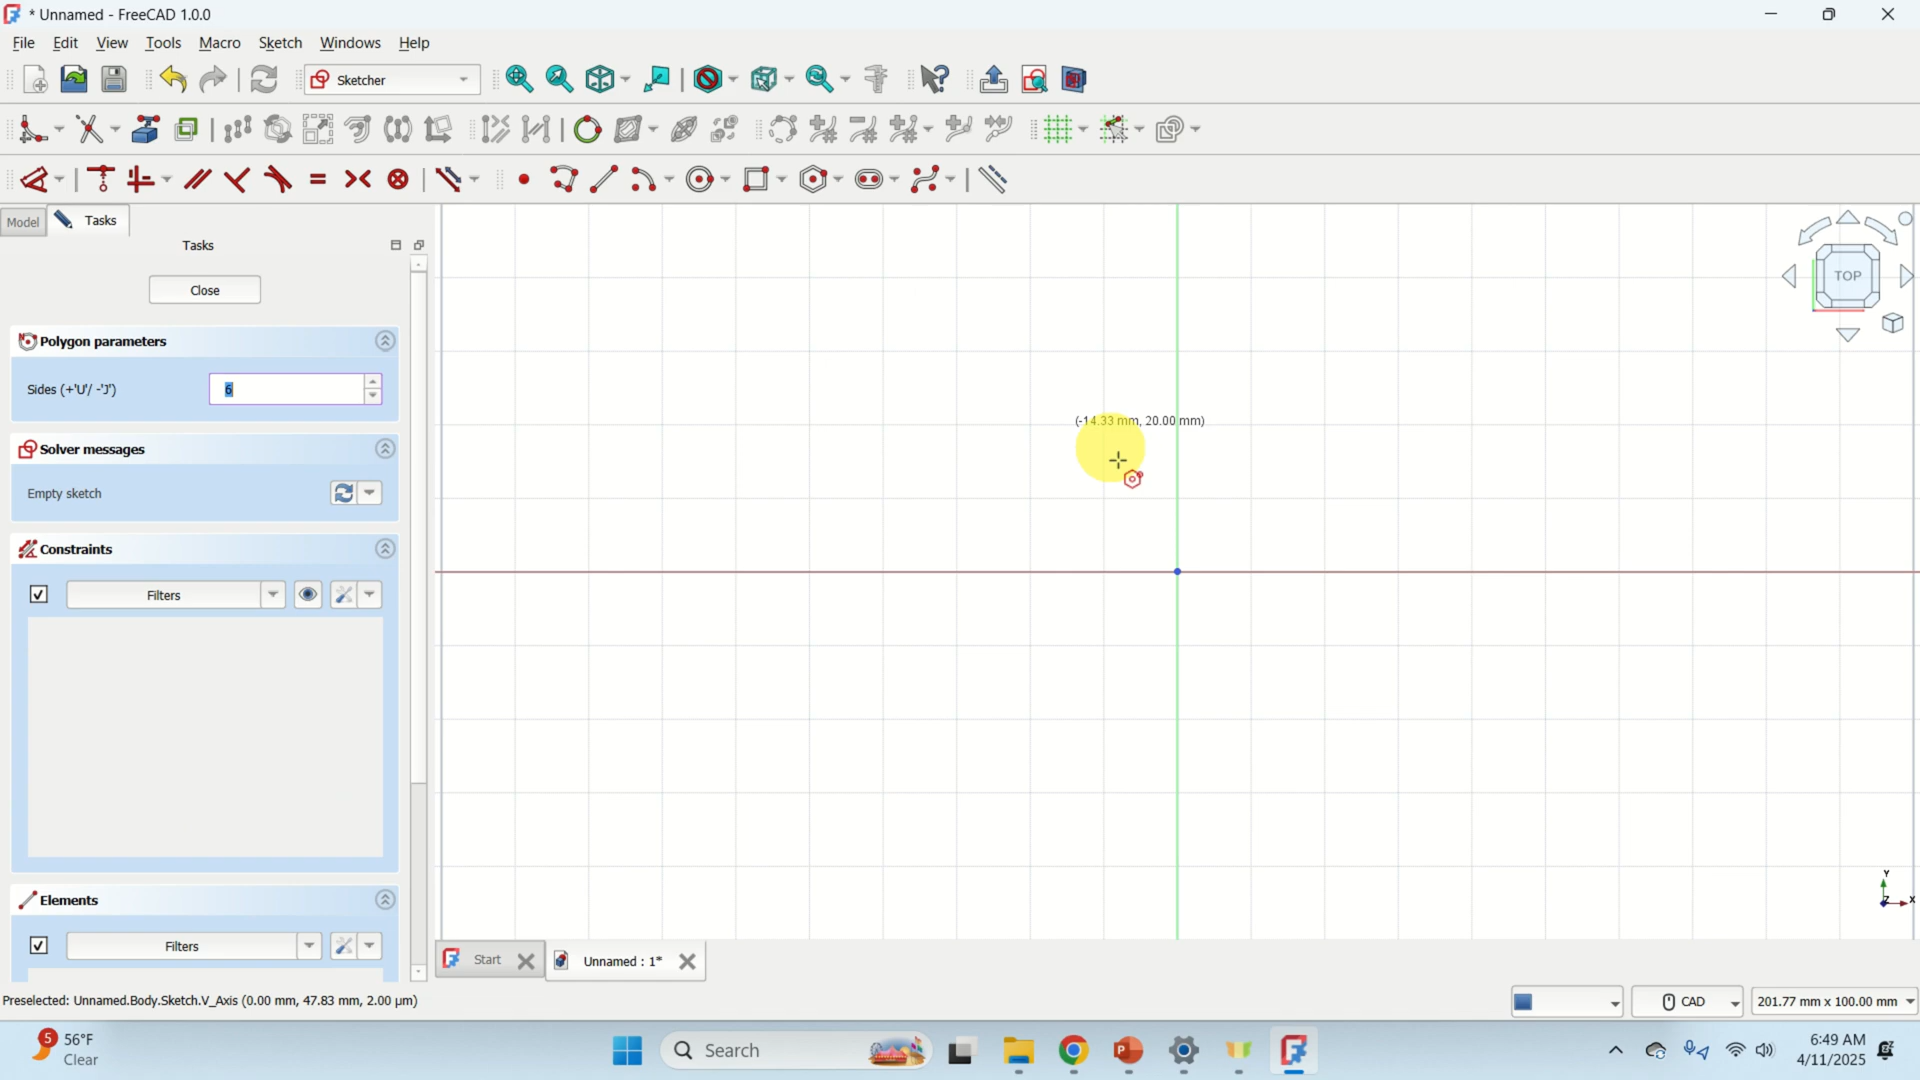 * Unnamed - FreeCAD 1.0.0
File Edit View Tools Macro Sketch Windows Help
Sketcher
Model
Tasks
Tasks
Close
Polygon parameters
Sides (+'U'/ -'J')
6
Solver messages
Empty sketch
Constraints
Filters
Elements
Filters
(-14.33 mm, 20.00 mm)
TOP
Y
Z
X
Start
Unnamed : 1*
Preselected: Unnamed.Body.Sketch.V_Axis (0.00 mm, 47.83 mm, 2.00 µm)
CAD
201.77 mm x 100.00 mm
5
56°F
Clear
Search
6:49 AM
4/11/2025